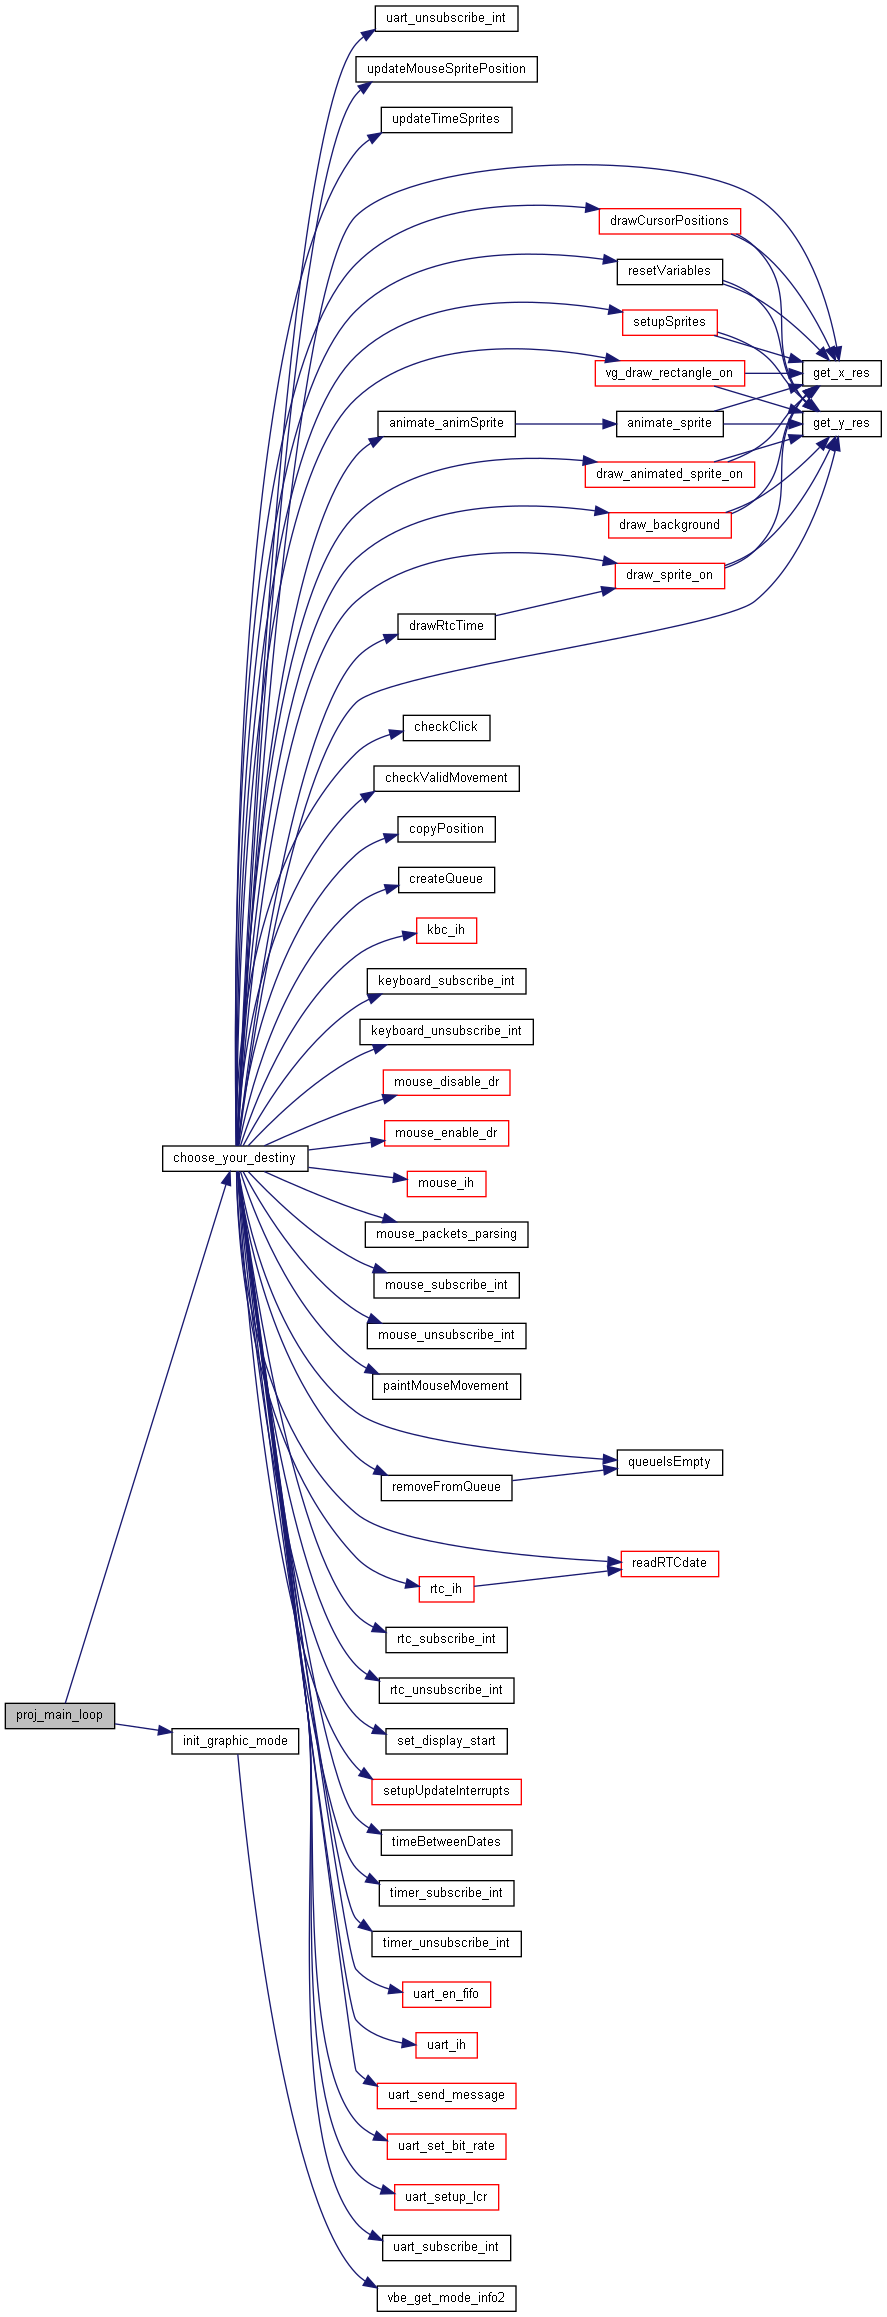 uart_unsubscribe_int
updateMouseSpritePosition
updateTimeSprites
drawCursorPositions
resetVariables
setupSprites
vg_draw_rectangle_on
get_x_res
animate_animSprite
animate_sprite
get_y_res
draw_animated_sprite_on
draw_background
draw_sprite_on
drawRtcTime
checkClick
checkValidMovement
copyPosition
createQueue
kbc_ih
keyboard_subscribe_int
keyboard_unsubscribe_int
mouse_disable_dr
mouse_enable_dr
choose_your_destiny
mouse_ih
mouse_packets_parsing
mouse_subscribe_int
mouse_unsubscribe_int
paintMouseMovement
queueIsEmpty
removeFromQueue
readRTCdate
rtc_ih
rtc_subscribe_int
rtc_unsubscribe_int
proj_main_loop
init_graphic_mode
set_display_start
setupUpdateInterrupts
timeBetweenDates
timer_subscribe_int
timer_unsubscribe_int
uart_en_fifo
uart_ih
uart_send_message
uart_set_bit_rate
uart_setup_lcr
uart_subscribe_int
vbe_get_mode_info2